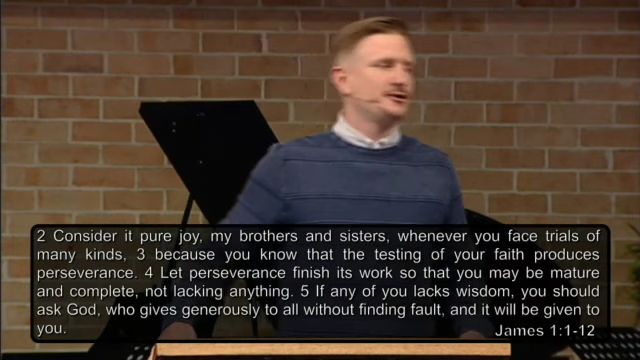 2 Consider it pure joy, my brothers and sisters, whenever you face trials of
many kinds, 3 because you know that the testing of your faith produces
perseverance. 4 Let perseverance finish its work so that you may be mature
and complete, not lacking anything. 5 If any of you lacks wisdom, you should
ask God, who gives generously to all without finding fault, and it will be given to
you.
James 1:1-12